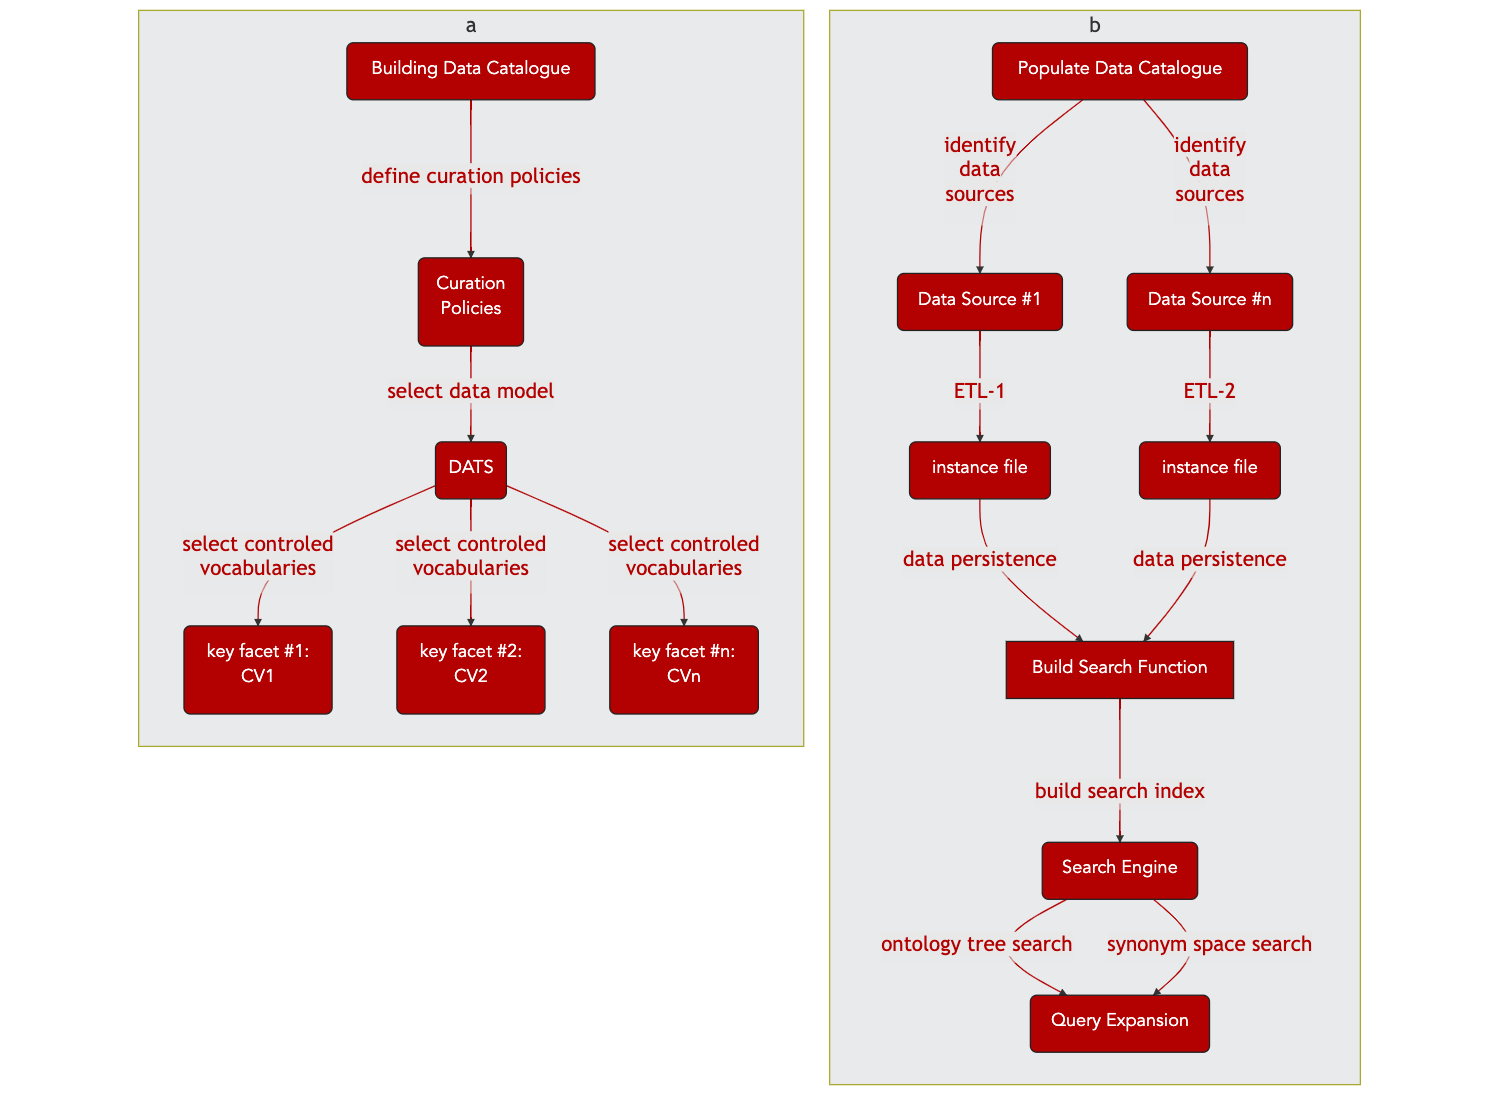 a
Building Data Catalogue
define curation policies
Curation
Policies
select data model
DATS
select controled
vocabularies
select controled
vocabularies
select controled
vocabularies
key facet #1:
CV1
key facet #2:
CV2
key facet #n:
CVn
b
Populate Data Catalogue
identify
data
sources
identify
data
sources
Data Source #1
Data Source #n
ETL-1
ETL-2
instance file
instance file
data persistence
data persistence
Build Search Function
build search index
Search Engine
ontology tree search
synonym space search
Query Expansion